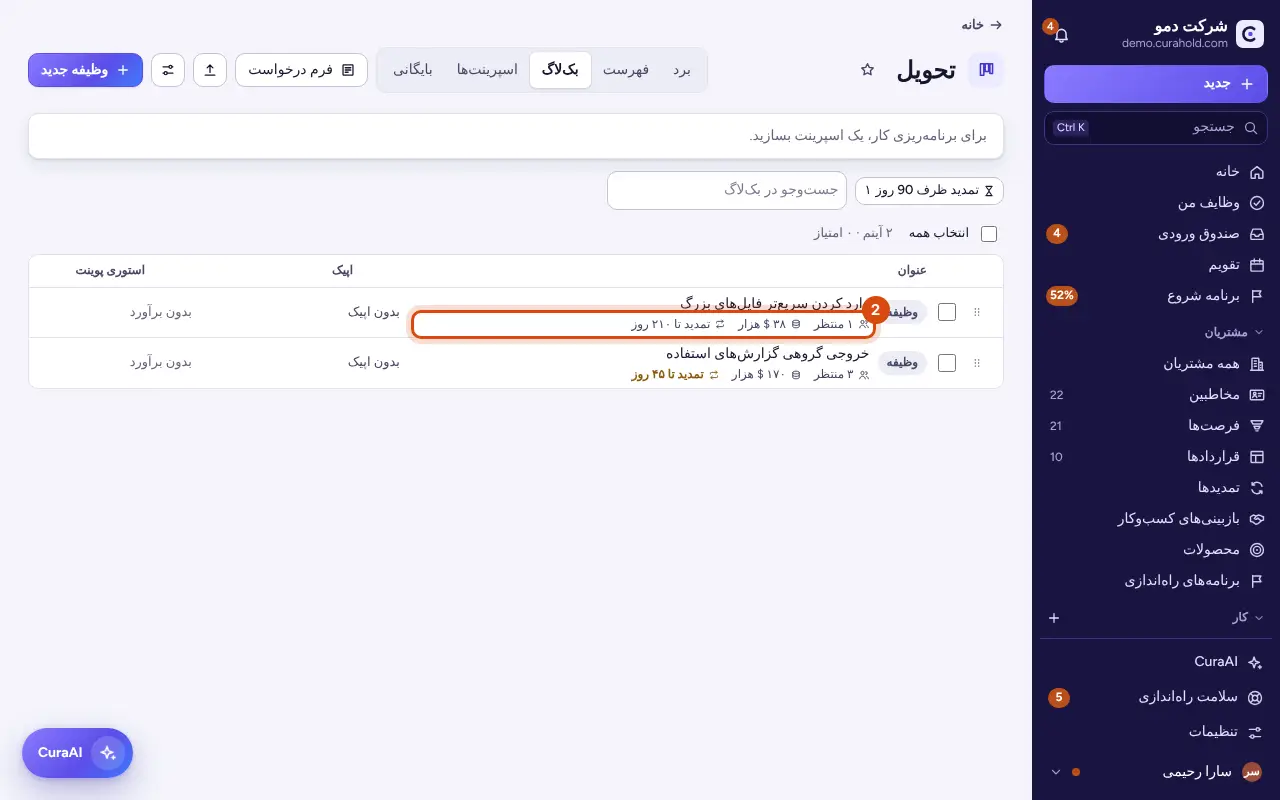 شرکت دمو
demo.curahold.com
4
جدید
جستجو
Ctrl K
خانه
وظایف من
صندوق ورودی
4
تقویم
برنامه شروع
52%
مشتریان
همه مشتریان
مخاطبین
22
فرصت‌ها
21
قراردادها
10
تمدیدها
بازبینی‌های کسب‌وکار
محصولات
برنامه‌های راه‌اندازی
کار
CuraAI
سلامت راه‌اندازی
5
تنظیمات
سر
سارا رحیمی
خانه
تحویل
برد
فهرست
بک‌لاگ
اسپرینت‌ها
بایگانی
فرم درخواست
وظیفه جدید
برای برنامه‌ریزی کار، یک اسپرینت بسازید.
تمدید ظرف 90 روز ۱
جست‌وجو در بک‌لاگ
انتخاب همه
۲ آیتم · ۰ امتیاز
عنوان
اپیک
استوری پوینت
وظیفه
2
وارد کردن سریع‌تر فایل‌های بزرگ
۱ منتظر
۳۸ $ هزار
تمدید تا ۲۱۰ روز
بدون اپیک
بدون برآورد
وظیفه
خروجی گروهی گزارش‌های استفاده
۳ منتظر
۱۷۰ $ هزار
تمدید تا ۴۵ روز
بدون اپیک
بدون برآورد
CuraAI